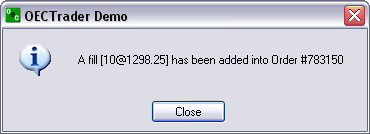 OECTrader Demo
A fill [10@1298.25] has been added into Order #783150
Close